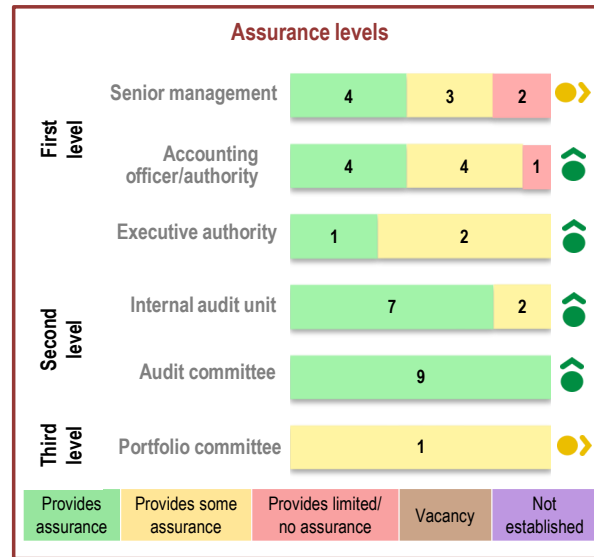 Assurance levels
First
level
Senior management
4
3
2
Accounting
officer/authority
4
4
1
Executive authority
1
2
Second
level
Internal audit unit
7
2
Audit committee
9
Third
level
Portfolio committee
1
Provides
assurance
Provides some
assurance
Provides limited/
no assurance
Vacancy
Not
established